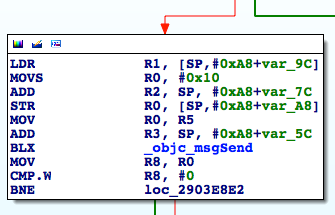 LDR R1, [SP,#0xA8+var_9C]
MOVS R0, #0x10
ADD R2, SP, #0xA8+var_7C
STR R0, [SP,#0xA8+var_A8]
MOV R0, R5
ADD R3, SP, #0xA8+var_5C
BLX _objc_msgSend
MOV R8, R0
CMP.W R8, #0
BNE loc_2903E8E2